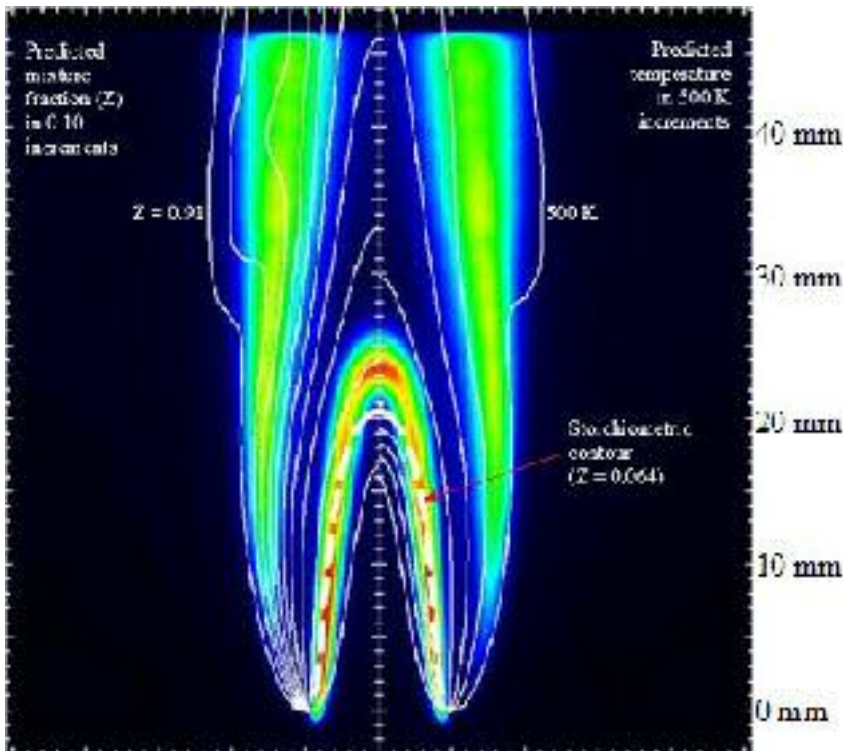 Predicted
mixture
fraction (Z)
in 0.10
increments
Predicted
temperature
in 500 K
increments
Z = 0.91
500 K
Stoichiometric
contour
(Z = 0.064)
40 mm
30 mm
20 mm
10 mm
0 mm